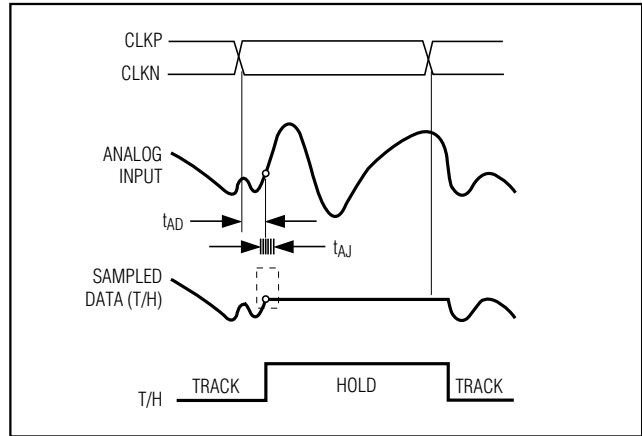 CLKP
CLKN
ANALOG
INPUT
tAD
tAJ
SAMPLED
DATA (T/H)
T/H
TRACK
HOLD
TRACK